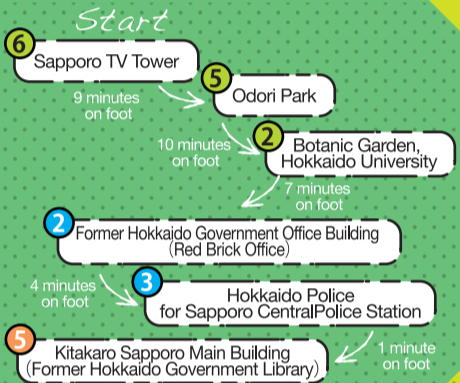 Start
6
Sapporo TV Tower
9 minutes
on foot
5
Odori Park
10 minutes
on foot
2
Botanic Garden,
Hokkaido University
7 minutes
on foot
2
Former Hokkaido Government Office Building
(Red Brick Office)
4 minutes
on foot
3
Hokkaido Police
for Sapporo CentralPolice Station
1 minute
on foot
5
Kitakaro Sapporo Main Building
(Former Hokkaido Government Library)